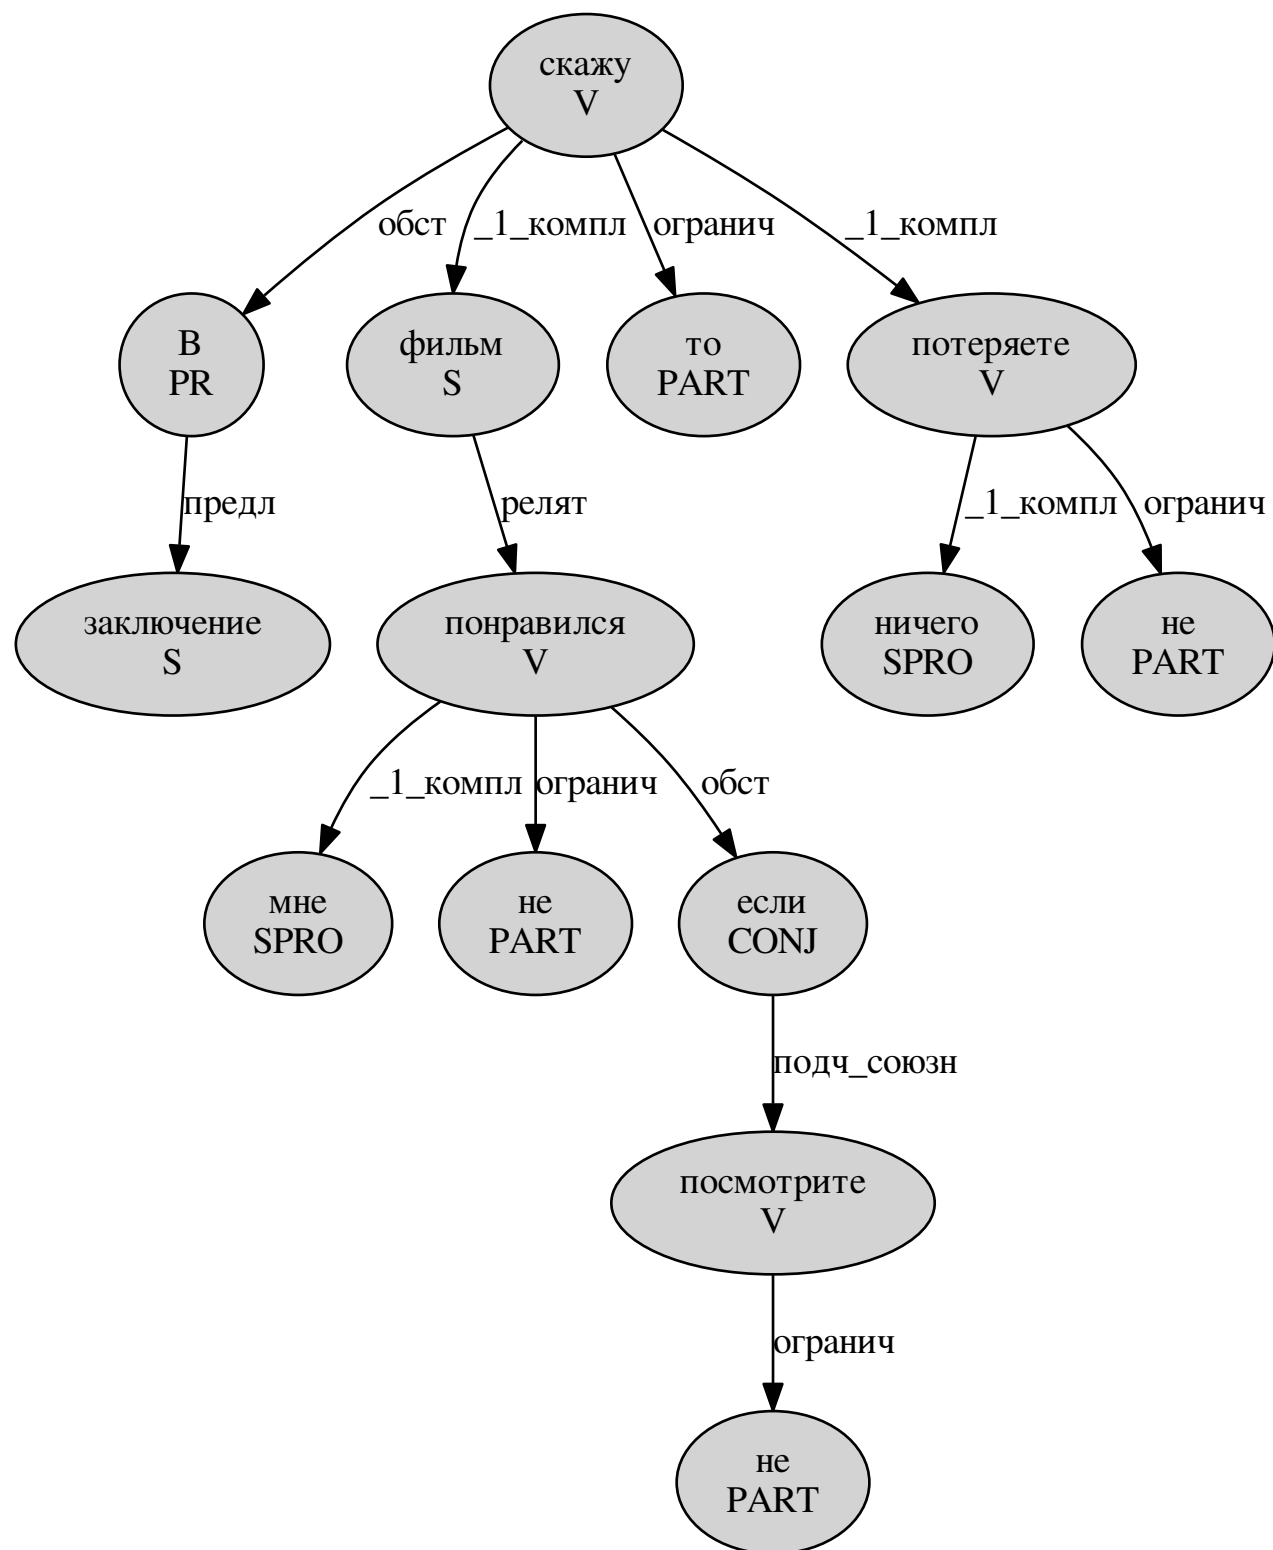 скажу
V
обст
_1_компл
огранич
_1_компл
В
PR
фильм
S
то
PART
потеряете
V
предл
релят
_1_компл
огранич
заключение
S
понравился
V
ничего
SPRO
не
PART
_1_компл
огранич
обст
мне
SPRO
не
PART
если
CONJ
подч_союзн
посмотрите
V
огранич
не
PART